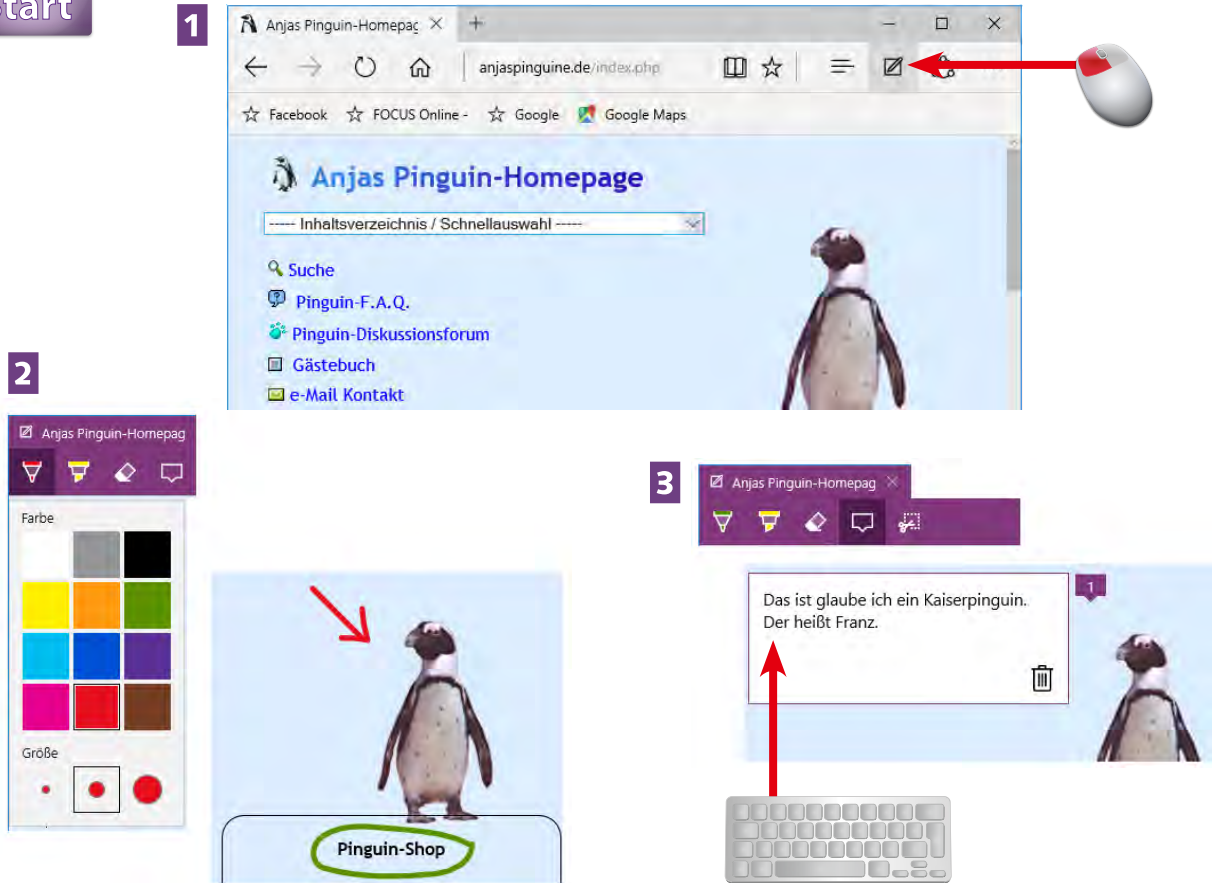 Start
1
Anjas Pinguin-Homepag
anjaspinguine.de/index.php
Facebook FOCUS Online - Google Google Maps
Anjas Pinguin-Homepage
----- Inhaltsverzeichnis / Schnellauswahl -----
Suche
Pinguin-F.A.Q.
Pinguin-Diskussionsforum
Gästebuch
e-Mail Kontakt
2
Anjas Pinguin-Homepag
Farbe
Größe
Pinguin-Shop
3
Anjas Pinguin-Homepag
1
Das ist glaube ich ein Kaiserpinguin.
Der heißt Franz.